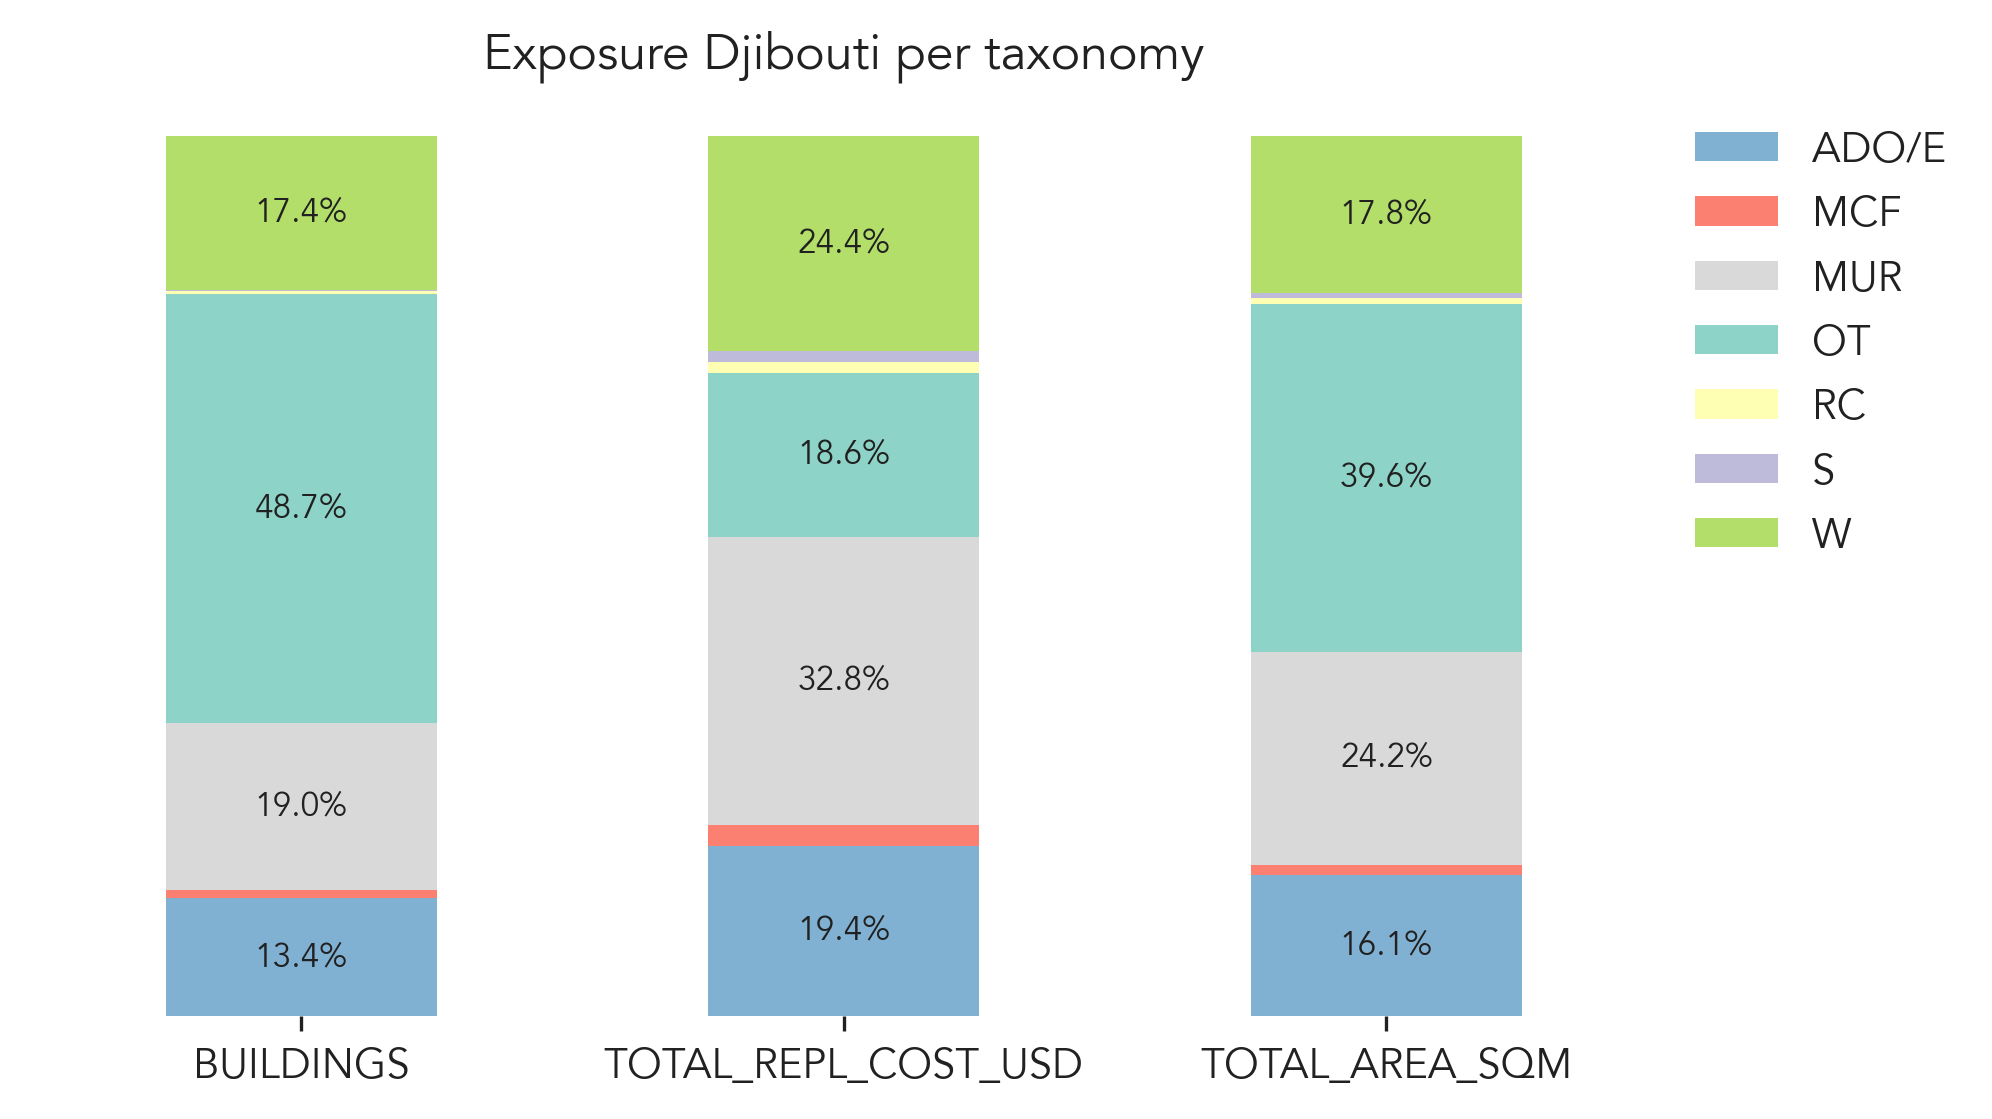 Exposure Djibouti per taxonomy
17.4%
48.7%
19.0%
13.4%
24.4%
18.6%
32.8%
19.4%
17.8%
39.6%
24.2%
16.1%
BUILDINGS
TOTAL_REPL_COST_USD
TOTAL_AREA_SQM
ADO/E
MCF
MUR
OT
RC
S
W